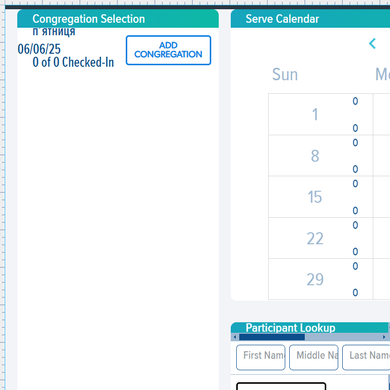 Congregation Selection
п'ятниця
06/06/25
0 of 0 Checked-In
ADD
CONGREGATION
Serve Calendar
Sun
1
0
0
8
0
0
15
0
0
22
0
0
29
0
0
Participant Lookup
First Nam
Middle Na
Last Nam